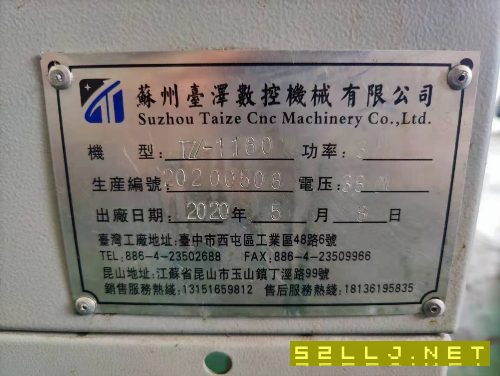 蘇州臺澤數控機械有限公司
Suzhou Taize Cnc Machinery Co.,Ltd.
機 型: TZ-1160 功率:
生産編號: 20200508 電压:
出廠日期: 2020 年 5 月 8 日
臺灣工廠地址:臺中市西屯區工業區48路6號
TEL:886-4-23502688 FAX:886-4-23509966
昆山地址:江蘇省昆山市玉山鎮丁涇路99號
銷售服務熱綫:13151659812 售后服務熱綫:18136195835
52LLJ.NET